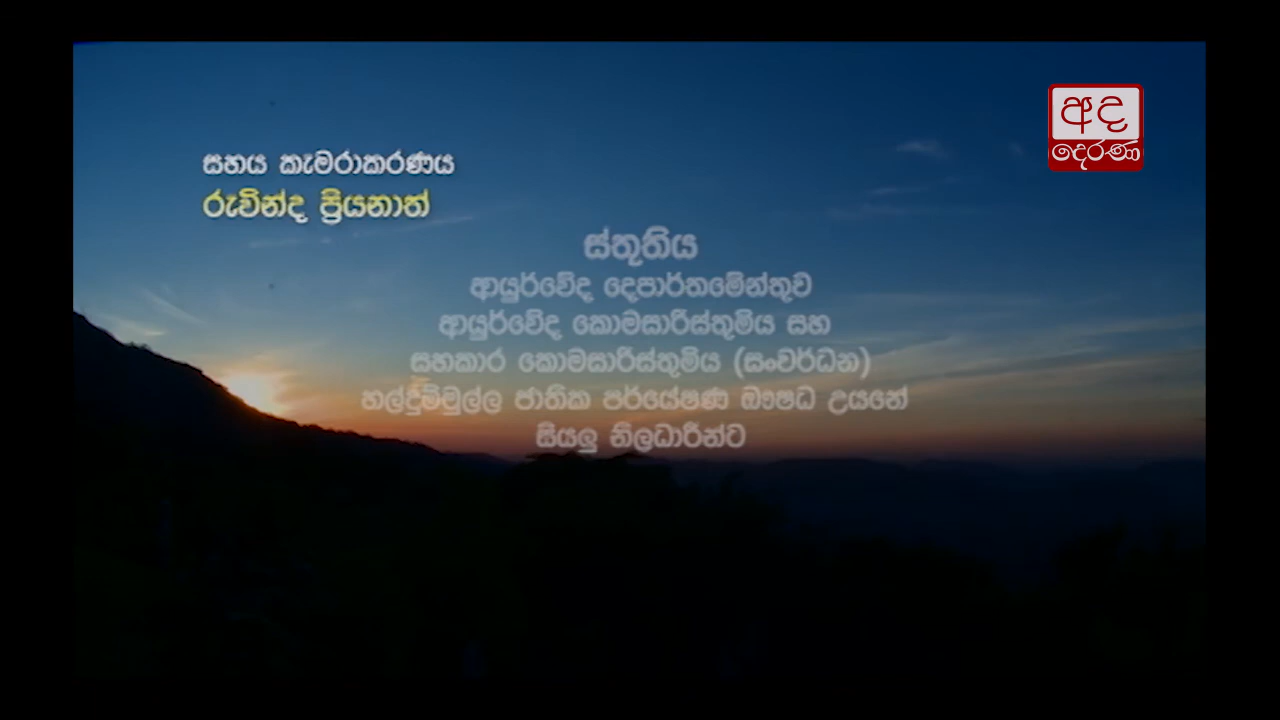 අද
දෙරණ
සහය කැමරාකරණය
රුවින්ද ප්‍රියනාත්
ස්තූතිය
ආයුර්වේද දෙපාර්තමේන්තුව
ආයුර්වේද කොමසාරිස්තුමිය සහ
සහකාර කොමසාරිස්තුමිය (සංවර්ධන)
හල්දුම්මුල්ල ජාතික පර්යේෂණ ඖෂධ උයනේ
සියලු නිලධාරීන්ට